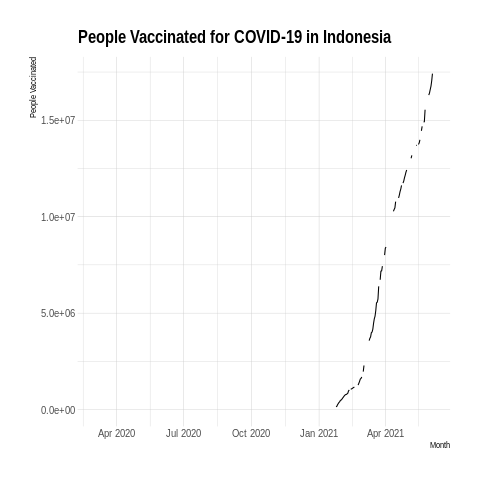 People Vaccinated for COVID-19 in Indonesia
People Vaccinated
1.5e+07
1.0e+07
5.0e+06
0.0e+00
Apr 2020 Jul 2020 Oct 2020 Jan 2021 Apr 2021
Month